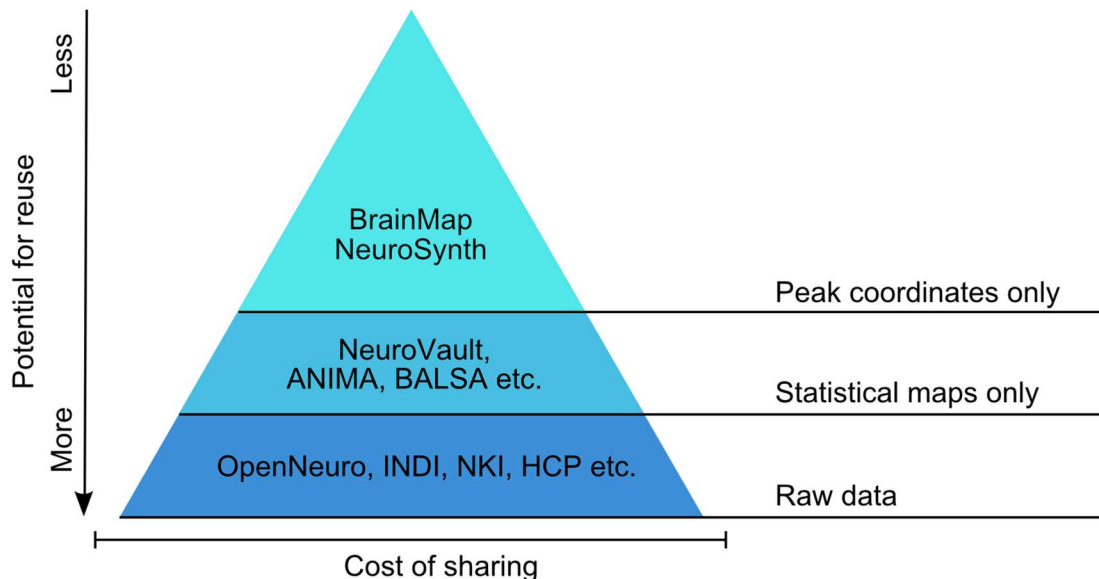 Less
Potential for reuse
More
BrainMap
NeuroSynth
Peak coordinates only
NeuroVault,
ANIMA, BALSA etc.
Statistical maps only
OpenNeuro, INDI, NKI, HCP etc.
Raw data
Cost of sharing